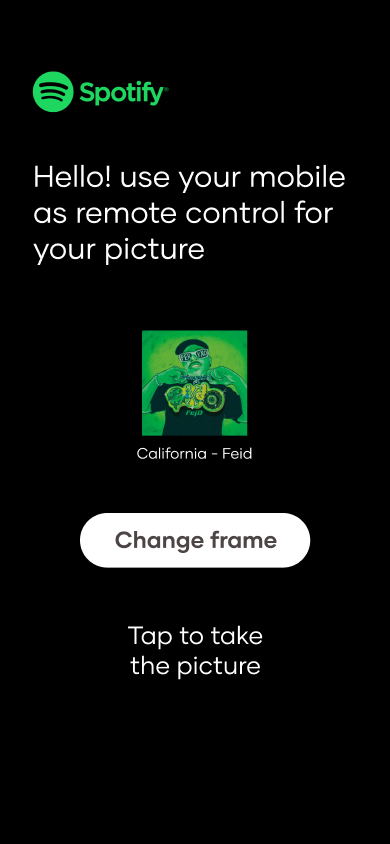 Spotify®
Hello! use your mobile
as remote control for
your picture
Feid
California - Feid
Change frame
Tap to take
the picture